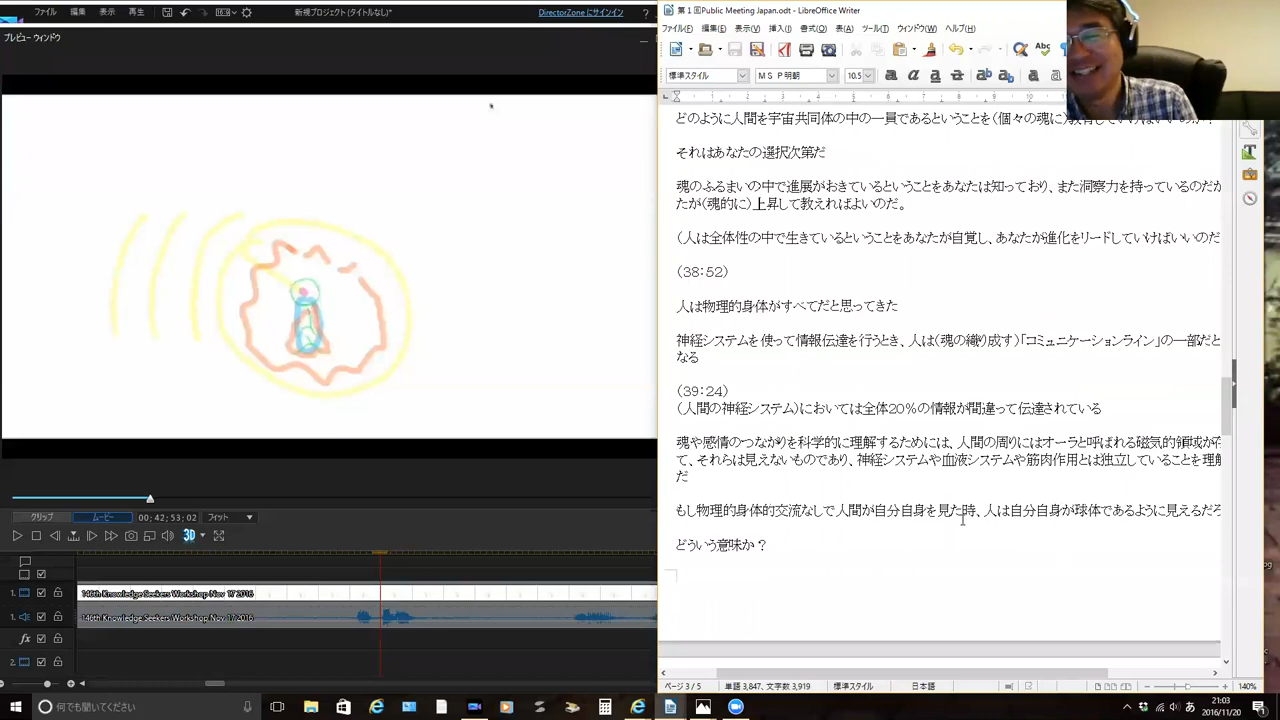 ファイル 編集 表示 再生 新規プロジェクト (タイトルなし)* DirectorZone にサインイン ?
プレビュー ウィンドウ
クリップ ムービー 00 ; 42 ; 53 ; 02 フィット
3D
1. 146th Knowledge Seekers Workshop Nov 17 2016
1. 146th Knowledge Seekers Workshop Nov 17 2016
fx
2.
第１回Public Meeting Japan.odt - LibreOffice Writer
ファイル(F) 編集(E) 表示(V) 挿入(I) 書式(O) 表(A) ツール(T) ウィンドウ(W) ヘルプ(H)
標準スタイル ＭＳ Ｐ明朝 10.5
どのように人間を宇宙共同体の中の一員であるということを（個々の魂に）教育していけばいいのか？
それはあなたの選択次第だ
魂のふるまいの中で進展がおきているということをあなたは知っており、また洞察力を持っているのだか
たが（魂的に）上昇して教えればよいのだ。
（人は全体性の中で生きているということをあなたが自覚し、あなたが進化をリードしていけばいいのだ
（38：52）
人は物理的身体がすべてだと思ってきた
神経システムを使って情報伝達を行うとき、人は（魂の織り成す）「コミュニケーションライン」の一部だと
なる
（39：24）
（人間の神経システム）においては全体20％の情報が間違って伝達されている
魂や感情のつながりを科学的に理解するためには、人間の周りにはオーラと呼ばれる磁気的領域が存
て、それらは見えないものであり、神経システムや血液システムや筋肉作用とは独立していることを理解
だ
もし物理的身体的交流なしで人間が自分自身を見た時、人は自分自身が球体であるように見えるだろ
どういう意味か？
ページ 3 / 5 単語 3,847、文字数 3,919 標準スタイル 日本語 140%
何でも聞いてください
あ 21:03
2016/11/20